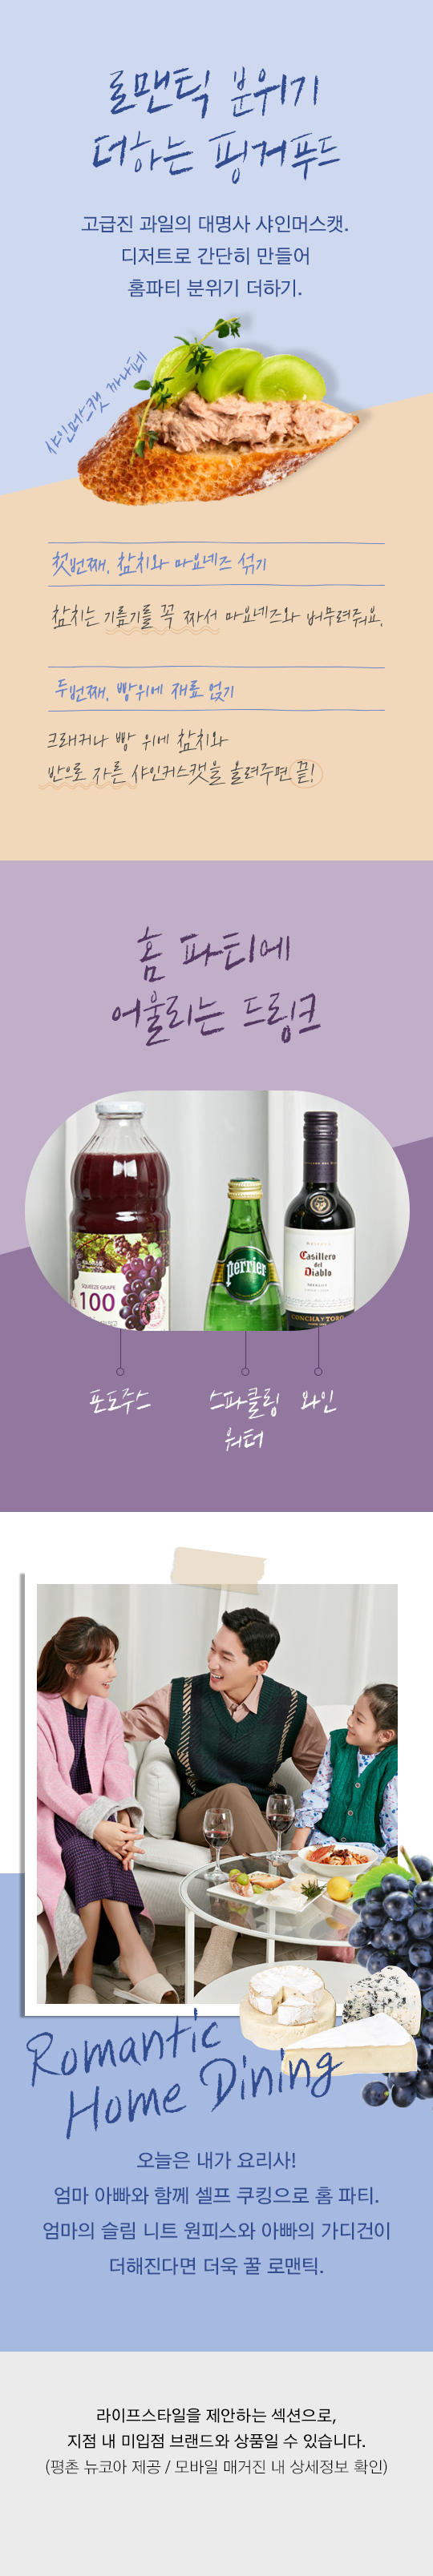 로맨틱 분위기
더하는 핑거푸드
고급진 과일의 대명사 샤인머스캣.
디저트로 간단히 만들어
홈파티 분위기 더하기.
샤인머스캣 까나페
첫번째, 참치와 마요네즈 섞기
참치는 기름기를 꼭 짜서 마요네즈와 버무려줘요.
두번째, 빵위에 재료 얹기
크래커나 빵 위에 참치와
반으로 자른 샤인머스캣을 올려주면 끝!
홈 파티에
어울리는 드링크
SQUEEZE GRAPE
100
Perrier
Casillero
del
Diablo
CONCHA Y TORO
포도주스
스파클링
워터
와인
Romantic
Home Dining
오늘은 내가 요리사!
엄마 아빠와 함께 셀프 쿠킹으로 홈 파티.
엄마의 슬림 니트 원피스와 아빠의 가디건이
더해진다면 더욱 꿀 로맨틱.
라이프스타일을 제안하는 섹션으로,
지점 내 미입점 브랜드와 상품일 수 있습니다.
(평촌 뉴코아 제공 / 모바일 매거진 내 상세정보 확인)